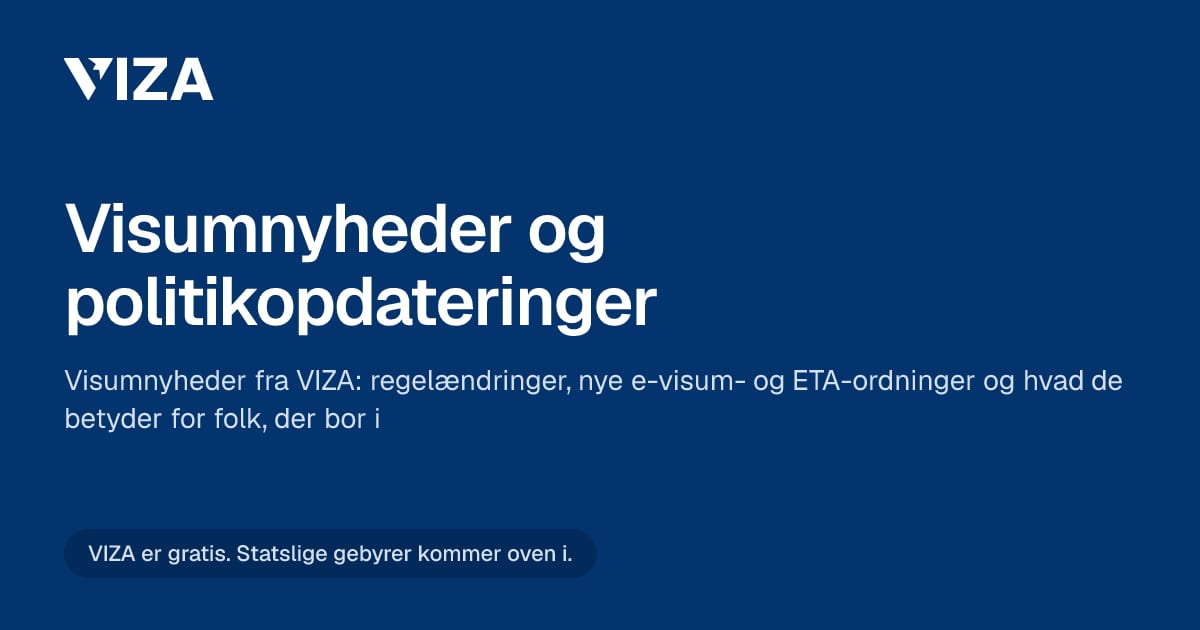 VIZA
Visumnyheder og
politikopdateringer
Visumnyheder fra VIZA: regelændringer, nye e-visum- og ETA-ordninger og hvad de
betyder for folk, der bor i
VIZA er gratis. Statslige gebyrer kommer oven i.